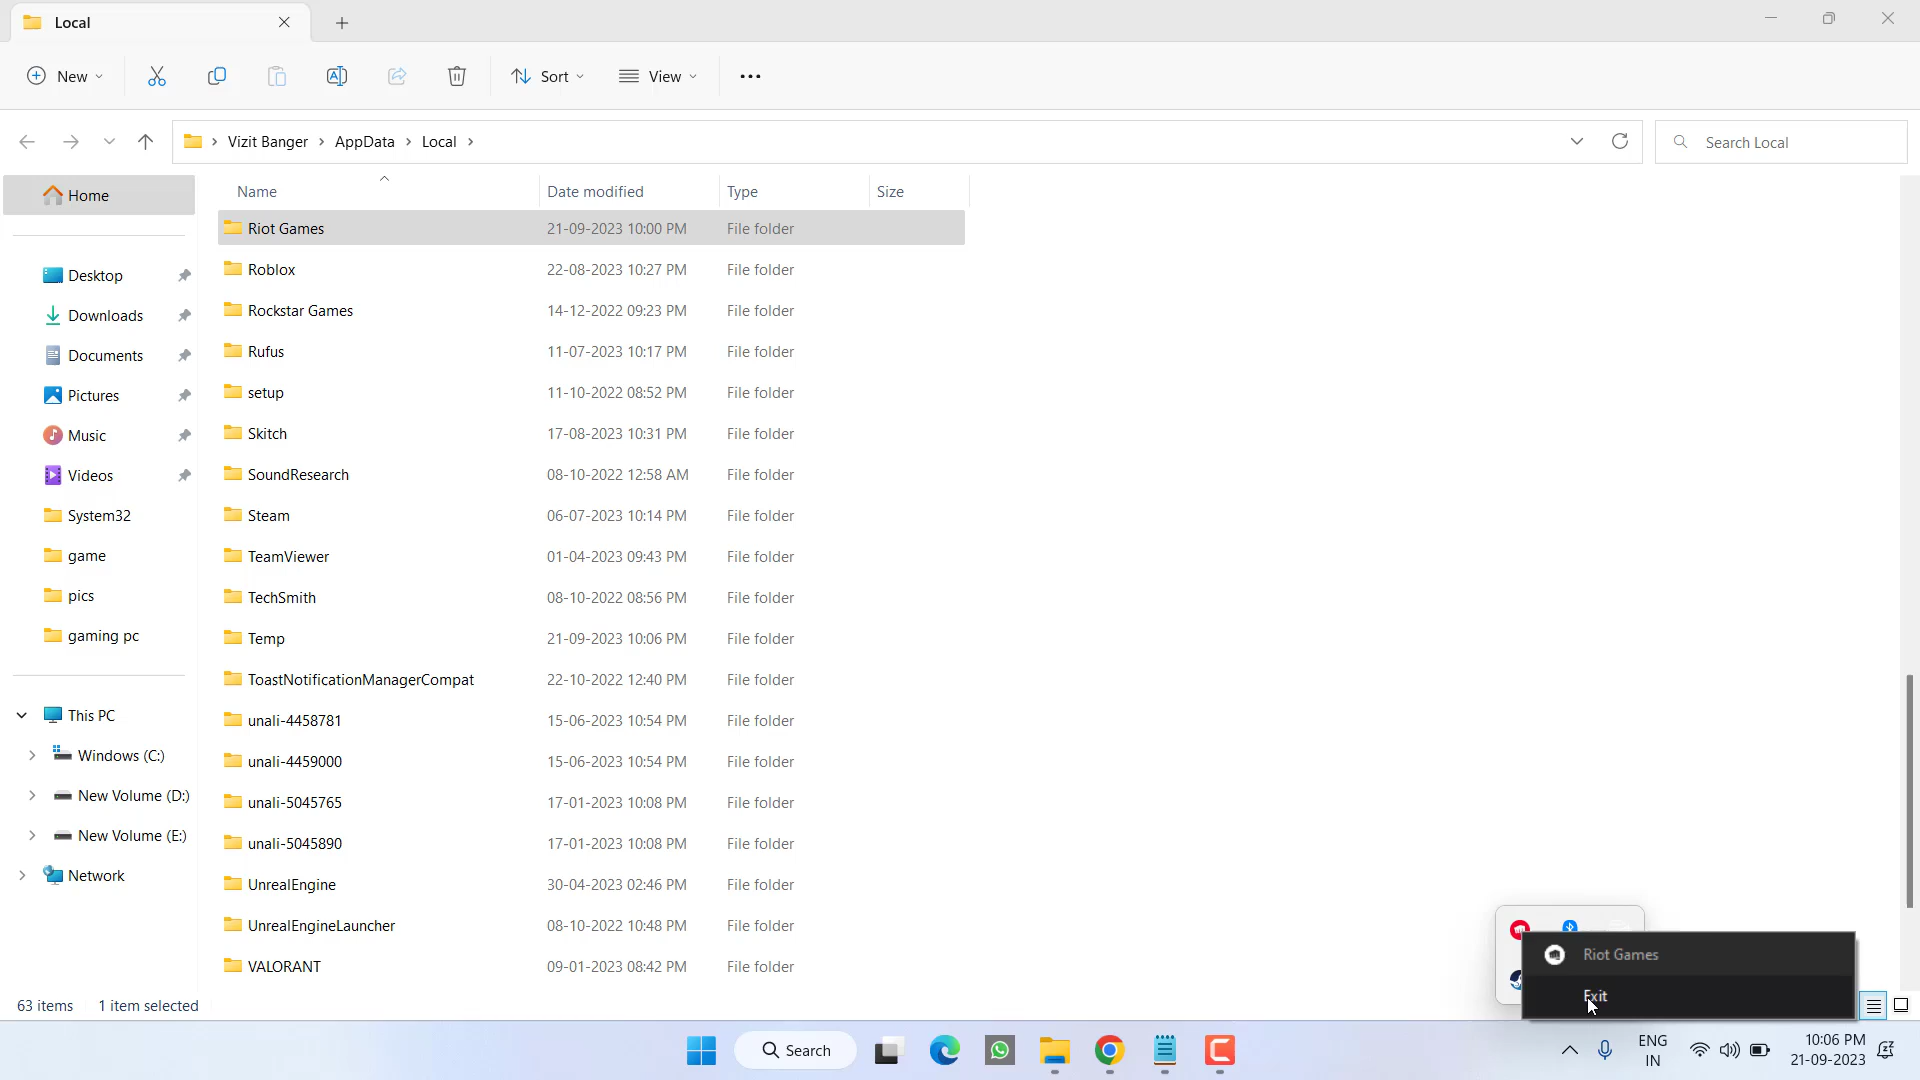 Local
New
Sort
View
Vizit Banger > AppData > Local >
Search Local
Home
Desktop
Downloads
Documents
Pictures
Music
Videos
System32
game
pics
gaming pc
This PC
Windows (C:)
New Volume (D:)
New Volume (E:)
Network
Name Date modified Type Size
Riot Games 21-09-2023 10:00 PM File folder
Roblox 22-08-2023 10:27 PM File folder
Rockstar Games 14-12-2022 09:23 PM File folder
Rufus 11-07-2023 10:17 PM File folder
setup 11-10-2022 08:52 PM File folder
Skitch 17-08-2023 10:31 PM File folder
SoundResearch 08-10-2022 12:58 AM File folder
Steam 06-07-2023 10:14 PM File folder
TeamViewer 01-04-2023 09:43 PM File folder
TechSmith 08-10-2022 08:56 PM File folder
Temp 21-09-2023 10:06 PM File folder
ToastNotificationManagerCompat 22-10-2022 12:40 PM File folder
unali-4458781 15-06-2023 10:54 PM File folder
unali-4459000 15-06-2023 10:54 PM File folder
unali-5045765 17-01-2023 10:08 PM File folder
unali-5045890 17-01-2023 10:08 PM File folder
UnrealEngine 30-04-2023 02:46 PM File folder
UnrealEngineLauncher 08-10-2022 10:48 PM File folder
VALORANT 09-01-2023 08:42 PM File folder
Riot Games
Exit
63 items 1 item selected
Search
ENG
IN
10:06 PM
21-09-2023